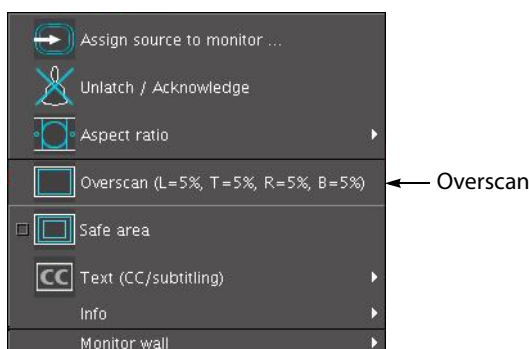 Assign source to monitor ...
Unlatch / Acknowledge
Aspect ratio
Overscan (L=5%, T=5%, R=5%, B=5%)
Overscan
Safe area
CC Text (CC/subtitling)
Info
Monitor wall